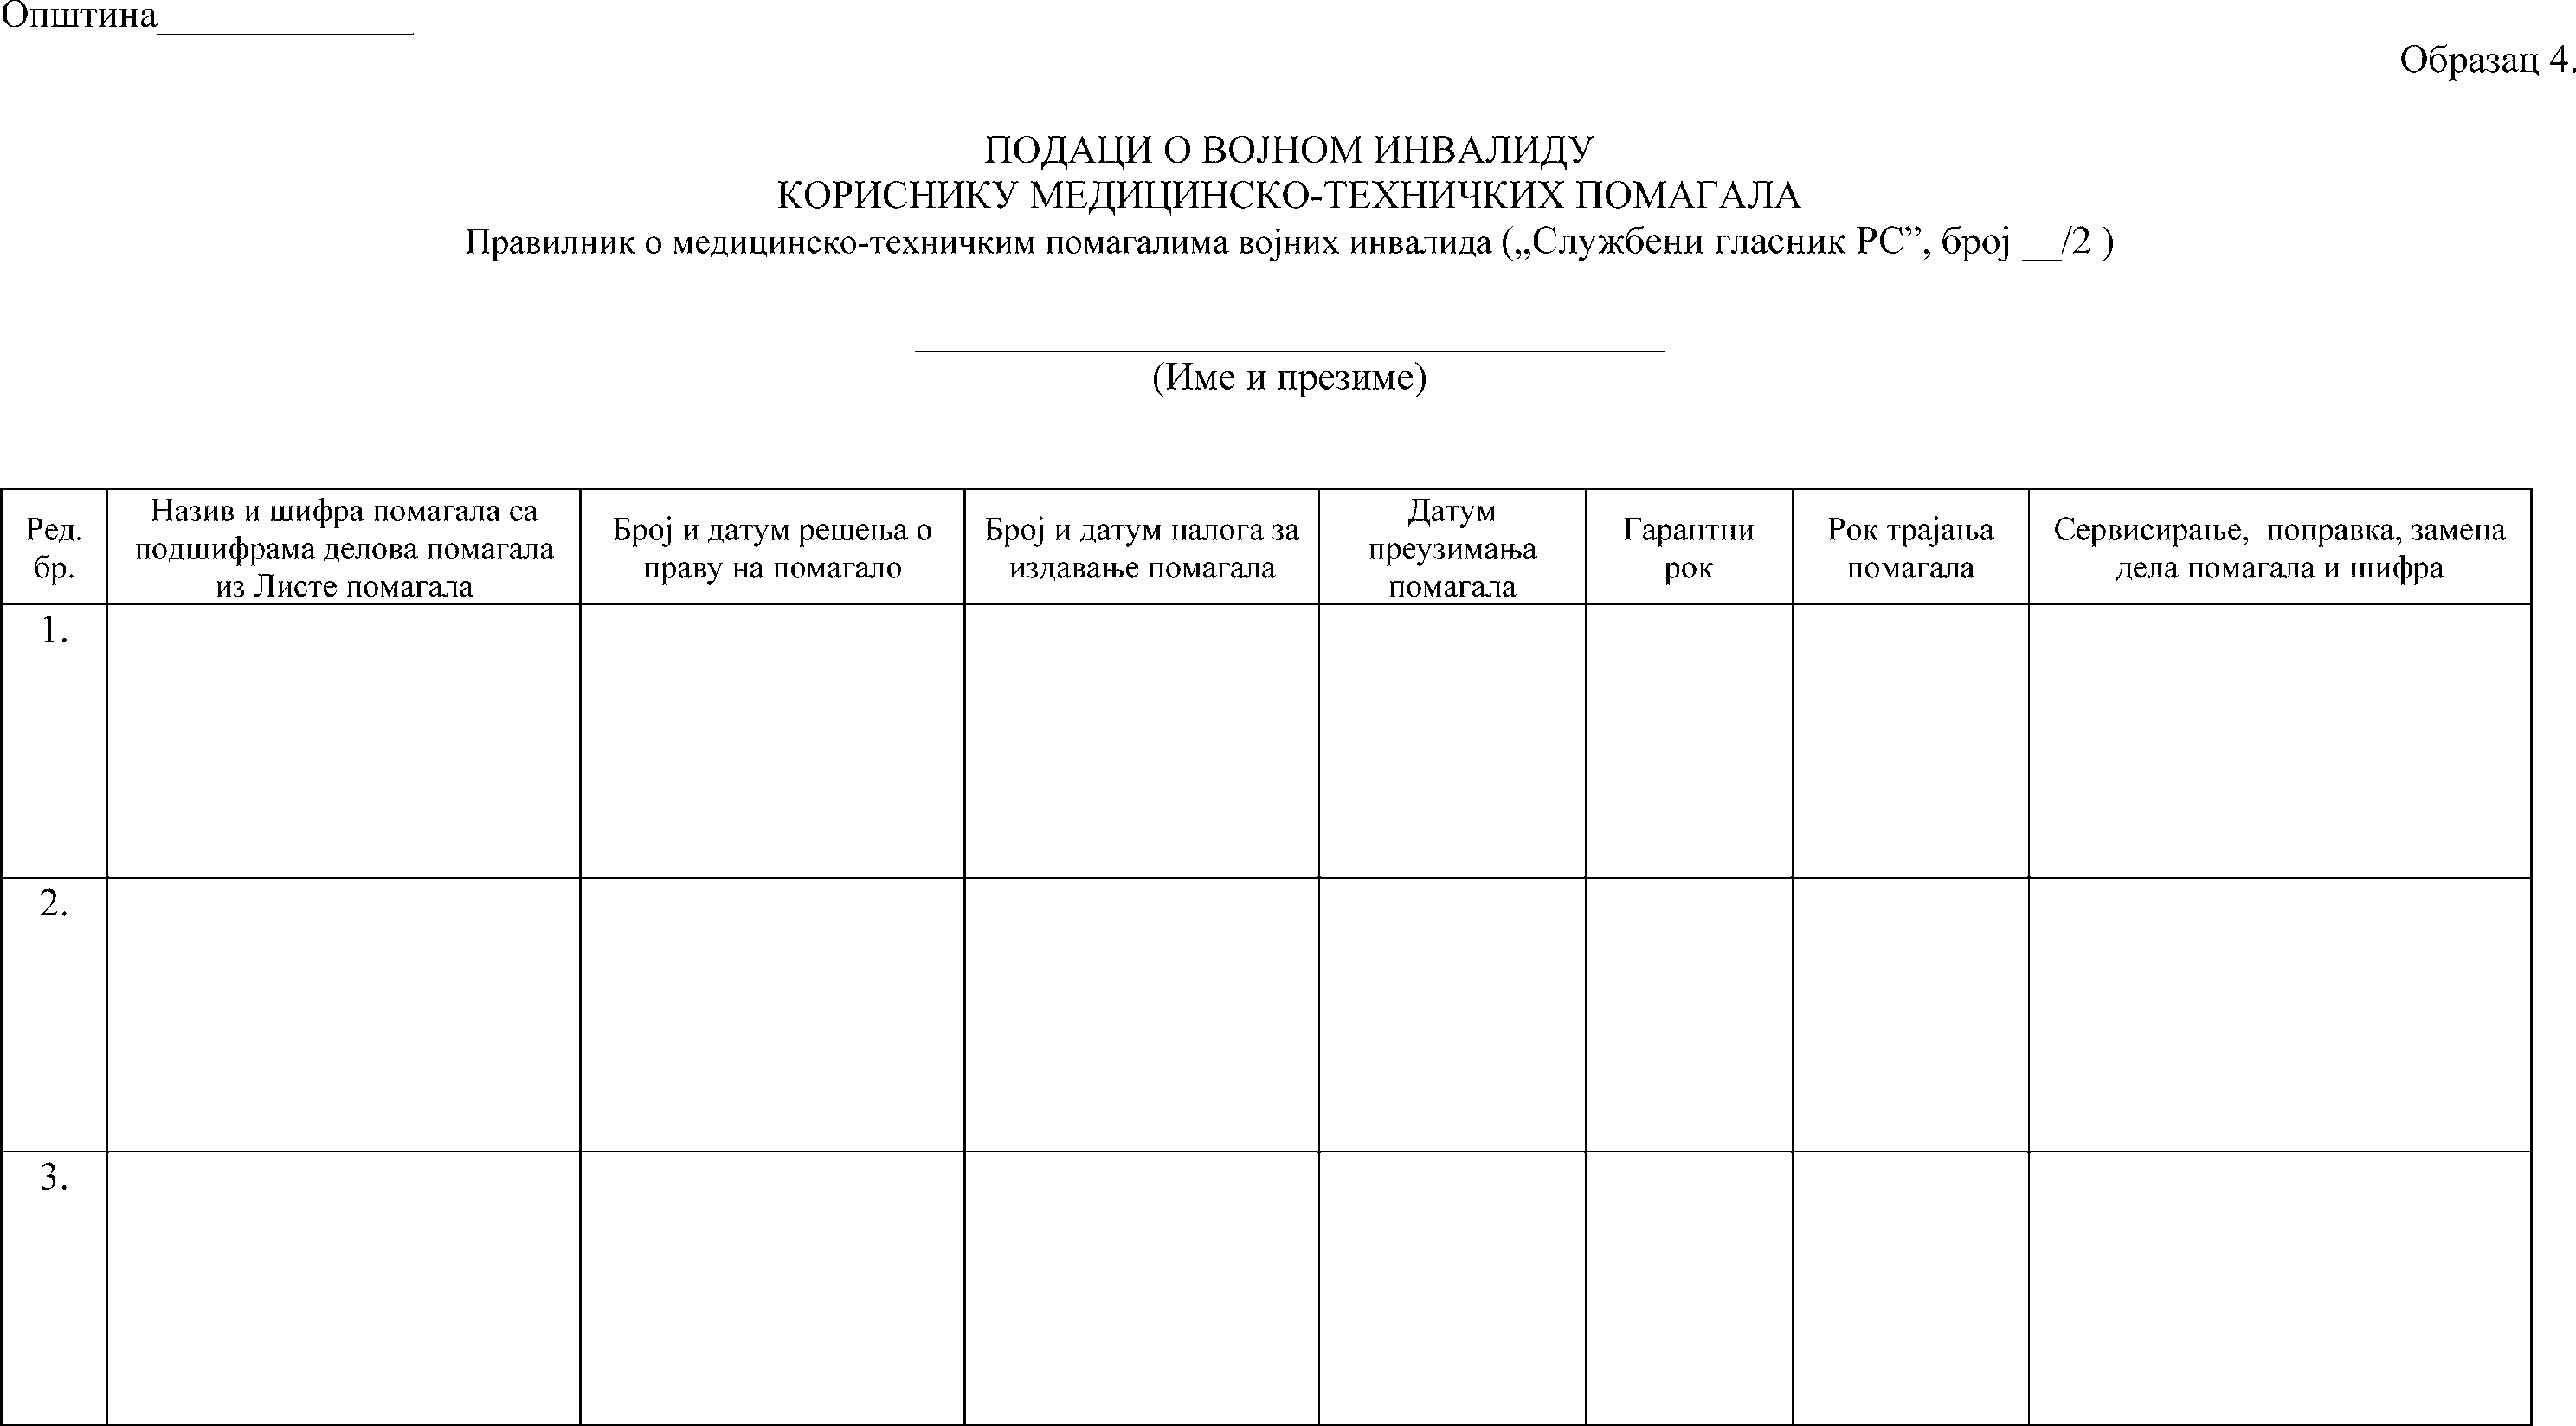 Општина_____________
Образац 4.
ПОДАЦИ О ВОЈНОМ ИНВАЛИДУ
КОРИСНИКУ МЕДИЦИНСКО-ТЕХНИЧКИХ ПОМАГАЛА
Правилник о медицинско-техничким помагалима војних инвалида („Службени гласник РС”, број __/2 )
______________________________________
(Име и презиме)
Ред. бр.
Назив и шифра помагала са
подшифрама делова помагала
из Листе помагала
Број и датум решења о
праву на помагало
Број и датум налога за
издавање помагала
Датум
преузимања
помагала
Гарантни
рок
Рок трајања
помагала
Сервисирање,  поправка, замена
дела помагала и шифра
1.
2.
3.